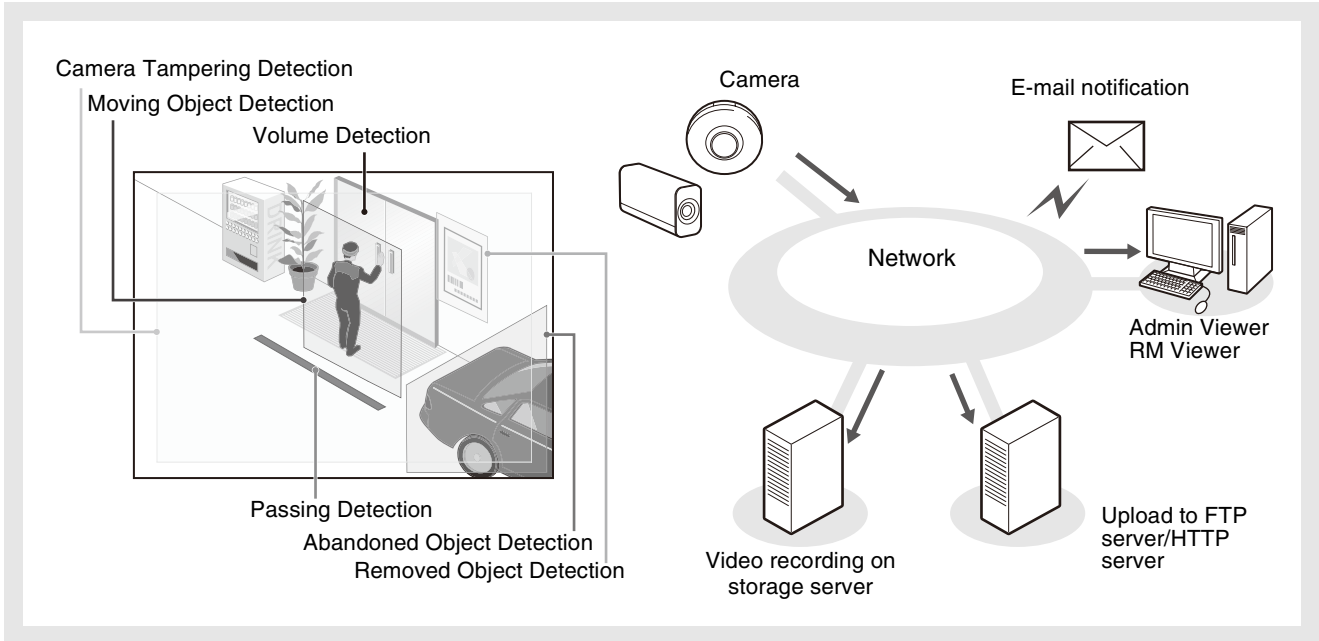 Camera Tampering Detection
Moving Object Detection
Volume Detection
Passing Detection
Abandoned Object Detection
Removed Object Detection
Camera
E-mail notification
Network
Admin Viewer
RM Viewer
Video recording on
storage server
Upload to FTP
server/HTTP
server